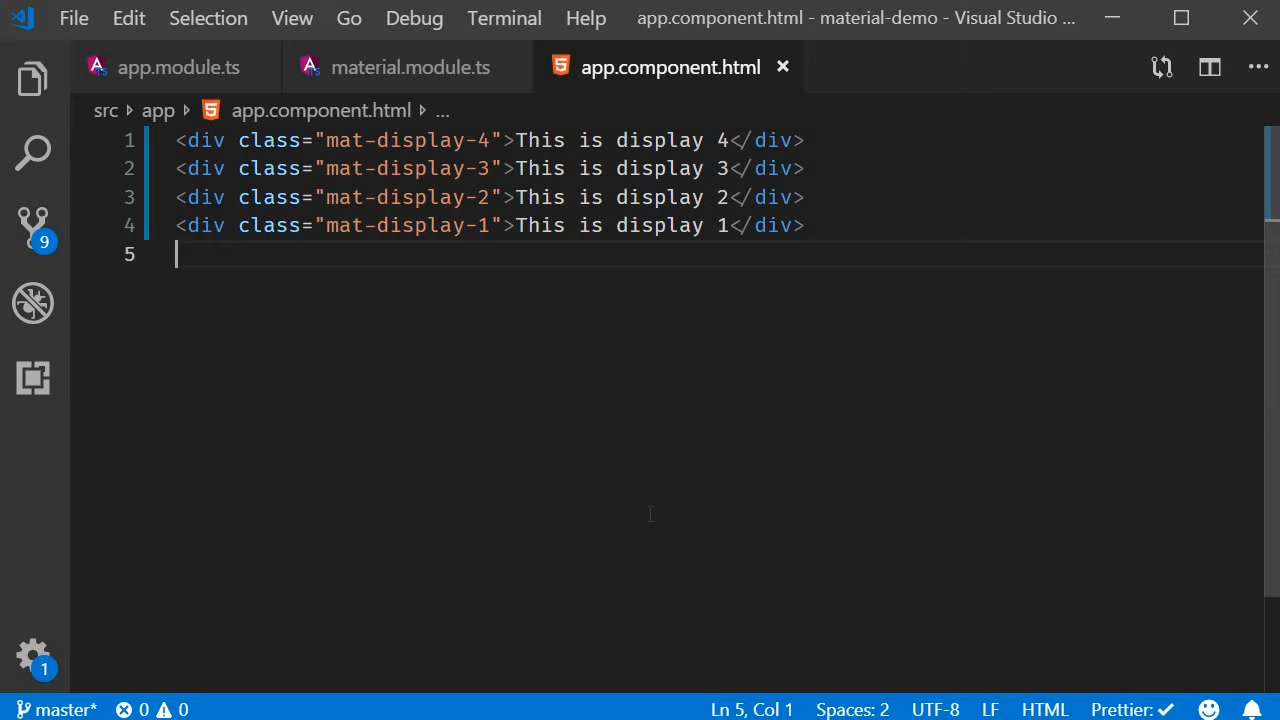 File Edit Selection View Go Debug Terminal Help app.component.html - material-demo - Visual Studio ...
app.module.ts material.module.ts app.component.html
src app app.component.html ...
1 <div class="mat-display-4">This is display 4</div>
2 <div class="mat-display-3">This is display 3</div>
3 <div class="mat-display-2">This is display 2</div>
4 <div class="mat-display-1">This is display 1</div>
5
9
1
master* 0 0 Ln 5, Col 1 Spaces: 2 UTF-8 LF HTML Prettier: ✓